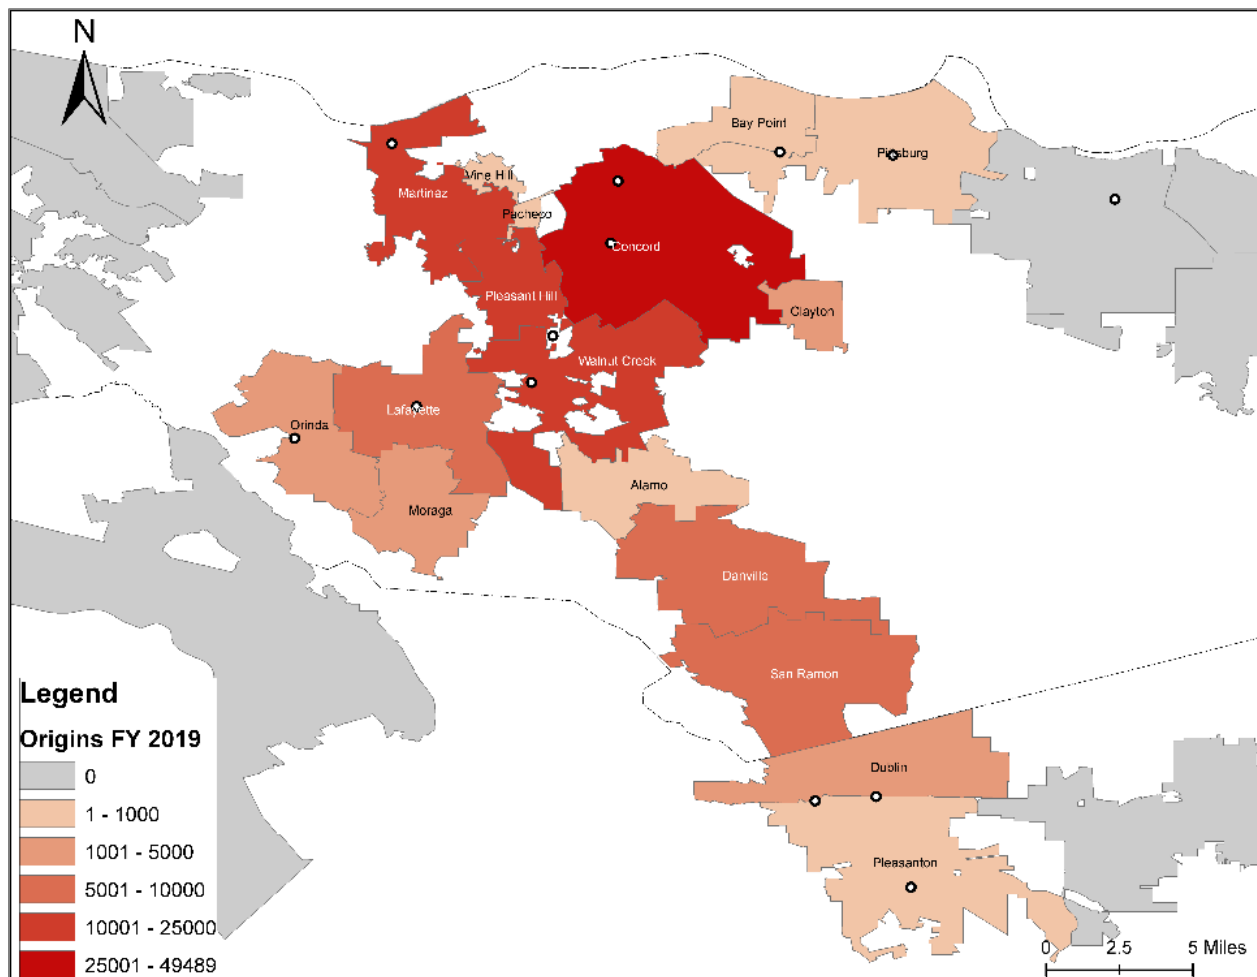 N
Bay Point
Pittsburg
Vine Hill
Martinez
Pacheco
Concord
Pleasant Hill
Clayton
Walnut Creek
Lafayette
Orinda
Alamo
Moraga
Danville
San Ramon
Dublin
Pleasanton
Legend
Origins FY 2019
0
1 - 1000
1001 - 5000
5001 - 10000
10001 - 25000
25001 - 49489
0 2.5 5 Miles